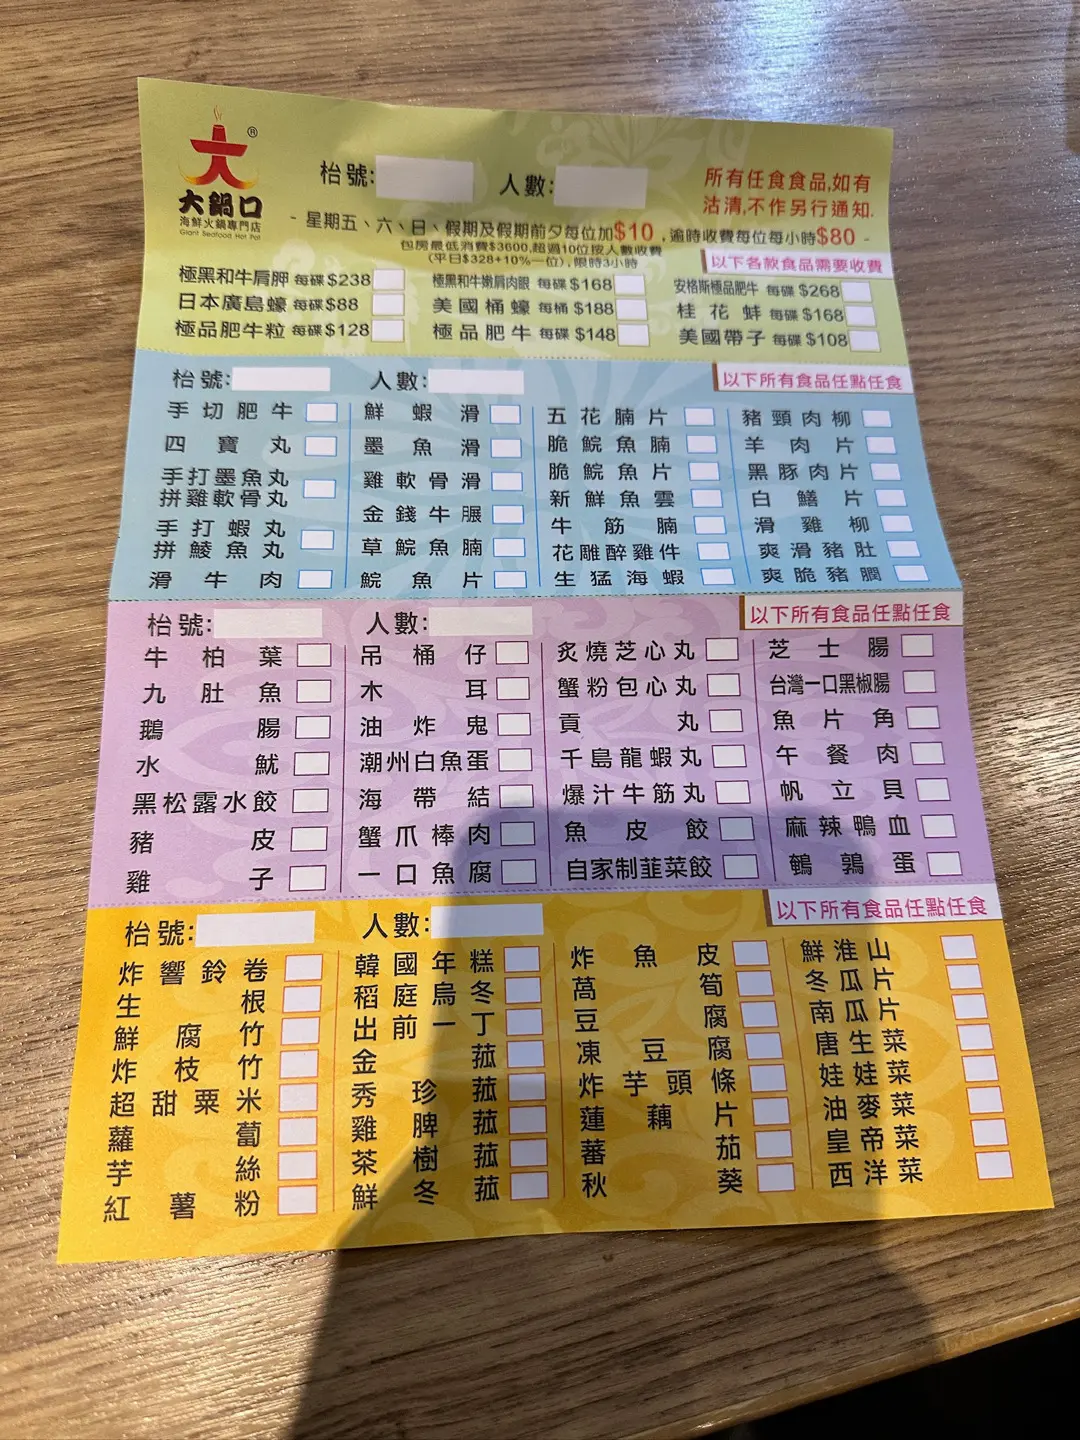 大®
大鍋口
海鮮火鍋專門店
Giant Seafood Hot Pot
枱號: 人數:
所有任食食品,如有
沽清,不作另行通知.
- 星期五、六、日、假期及假期前夕每位加$10,逾時收費每位每小時$80 -
包房最低消費$3600,超過10位按人數收費
(平日$328+10%一位),限時3小時
以下各款食品需要收費
極黑和牛肩胛 每碟$238 極黑和牛嫩肩肉眼 每碟$168 安格斯極品肥牛 每碟$268
日本廣島蠔 每碟$88 美國桶蠔 每桶$188 桂花蚌 每碟$168
極品肥牛粒 每碟$128 極品肥牛 每碟$148 美國帶子 每碟$108
枱號: 人數: 以下所有食品任點任食
手切肥牛
四寶丸
手打墨魚丸
拼雞軟骨丸
手打蝦丸
拼鯪魚丸
滑牛肉
鮮蝦滑
墨魚滑
雞軟骨滑
金錢牛𦟌
草鯇魚腩
鯇魚片
五花腩片
脆鯇魚腩
脆鯇魚片
新鮮魚雲
牛筋腩
花雕醉雞件
生猛海蝦
豬頸肉柳
羊肉片
黑豚肉片
白鱔片
滑雞柳
爽滑豬肚
爽脆豬膶
枱號: 人數: 以下所有食品任點任食
牛柏葉
九肚魚
鵝腸
水魷
黑松露水餃
豬皮
雞子
吊桶仔
木耳
油炸鬼
潮州白魚蛋
海帶結
蟹爪棒肉
一口魚腐
炙燒芝心丸
蟹粉包心丸
貢丸
千島龍蝦丸
爆汁牛筋丸
魚皮餃
自家制韮菜餃
芝士腸
台灣一口黑椒腸
魚片角
午餐肉
帆立貝
麻辣鴨血
鵪鶉蛋
枱號: 人數: 以下所有食品任點任食
炸響鈴卷
生根
鮮腐竹
炸枝竹
超甜粟米
蘿蔔
芋絲
紅薯粉
韓國年糕
稻庭烏冬
出前一丁
金菇
秀珍菇
雞脾菇
茶樹菇
鮮冬菇
炸魚皮
萵筍
豆腐
凍豆腐
炸芋頭條
蓮藕片
蕃茄
秋葵
鮮淮山
冬瓜片
南瓜片
唐生菜
娃娃菜
油麥菜
皇帝菜
西洋菜